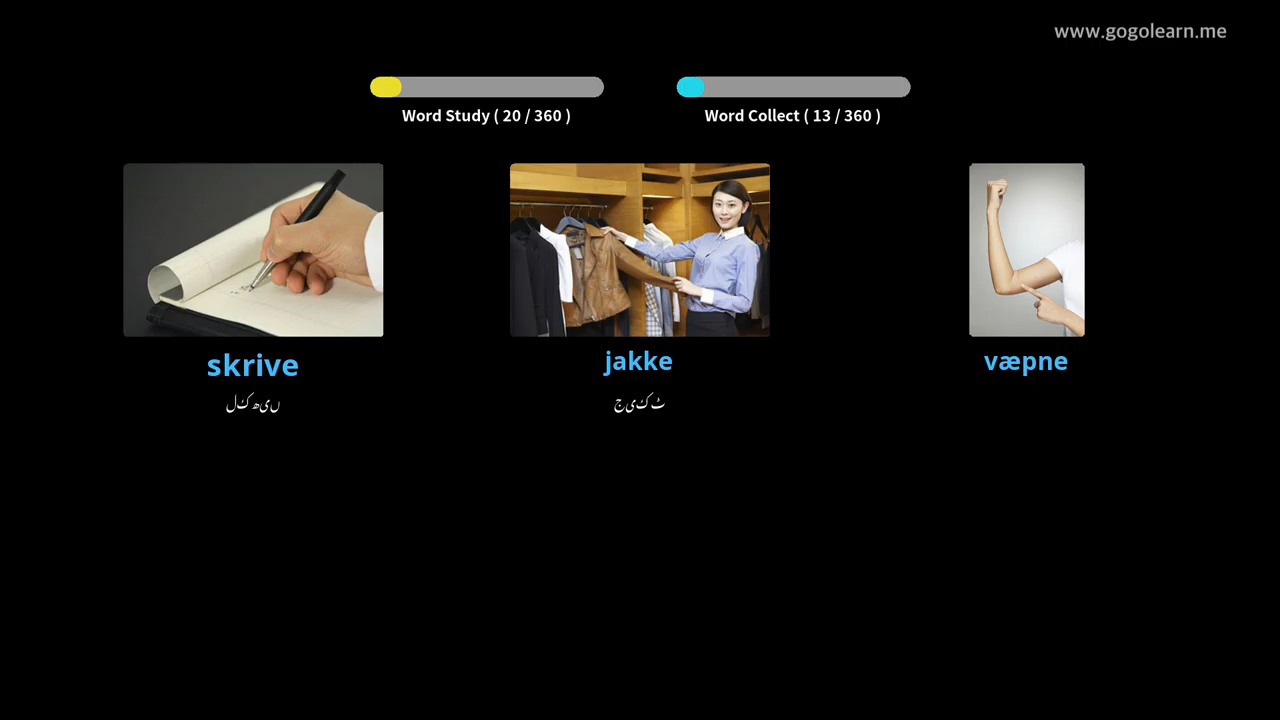 www.gogolearn.me
Word Study ( 20 / 360 )
Word Collect ( 13 / 360 )
skrive
لکھیں
jakke
جیکٹ
væpne